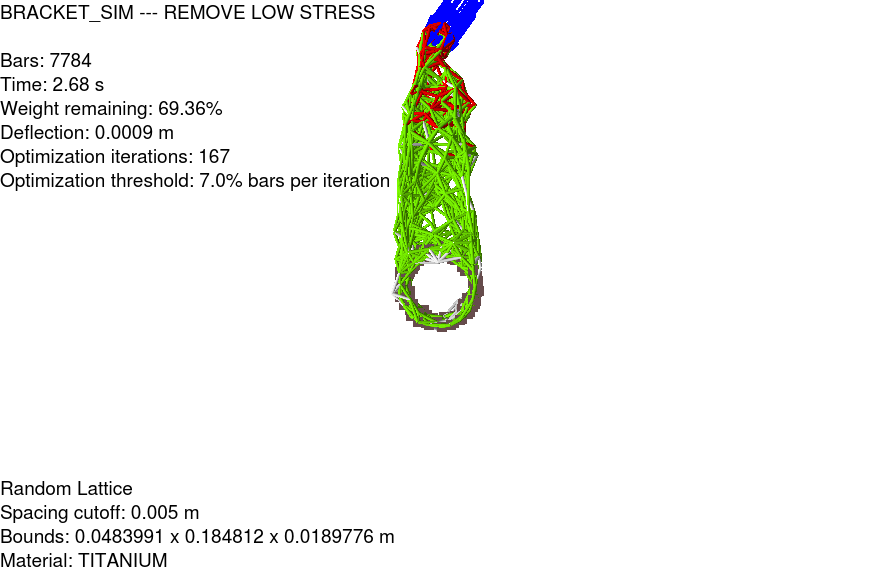 BRACKET_SIM --- REMOVE LOW STRESS
Bars: 7784
Time: 2.68 s
Weight remaining: 69.36%
Deflection: 0.0009 m
Optimization iterations: 167
Optimization threshold: 7.0% bars per iteration
Random Lattice
Spacing cutoff: 0.005 m
Bounds: 0.0483991 x 0.184812 x 0.0189776 m
Material: TITANIUM